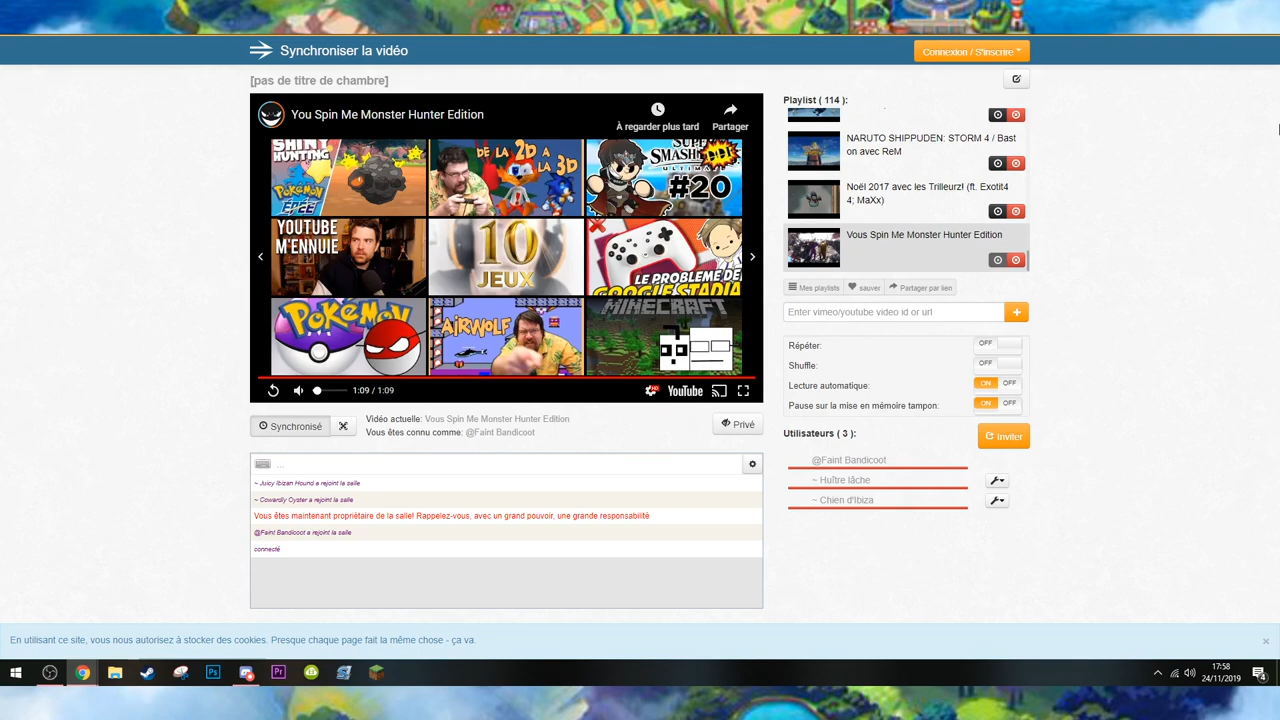 Synchroniser la vidéo
Connexion / S'inscrire
[pas de titre de chambre]
You Spin Me Monster Hunter Edition
À regarder plus tard
Partager
SHINY
HUNTING
POKÉMON
ÉPÉE
DE LA 2D
A LA 3D
SUPER
SMASH BROS
ULTIMATE
#20
YOUTUBE
M'ENNUIE
10
JEUX
LE PROBLÈME DE
GOOGLE STADIA
POKéMON
AIRWOLF
MINECRAFT
1:09 / 1:09
HD
YouTube
Synchronisé
Vidéo actuelle: Vous Spin Me Monster Hunter Edition
Vous êtes connu comme: @Faint Bandicoot
Privé
...
~ Juicy Ibizan Hound a rejoint la salle
~ Cowardly Oyster a rejoint la salle
Vous êtes maintenant propriétaire de la salle! Rappelez-vous, avec un grand pouvoir, une grande responsabilité
@Faint Bandicoot a rejoint la salle
connecté
Playlist ( 114 ):
NARUTO SHIPPUDEN: STORM 4 / Bast
on avec ReM
Noël 2017 avec les Trilleurz! (ft. Exotit4
4; MaXx)
Vous Spin Me Monster Hunter Edition
Mes playlists
sauver
Partager par lien
Enter vimeo/youtube video id or url
Répéter:
OFF
Shuffle:
OFF
Lecture automatique:
ON OFF
Pause sur la mise en mémoire tampon:
ON OFF
Utilisateurs ( 3 ):
Inviter
@Faint Bandicoot
~ Huître lâche
~ Chien d'Ibiza
En utilisant ce site, vous nous autorisez à stocker des cookies. Presque chaque page fait la même chose - ça va.
×
Ps
Pr
17:58
24/11/2019
4